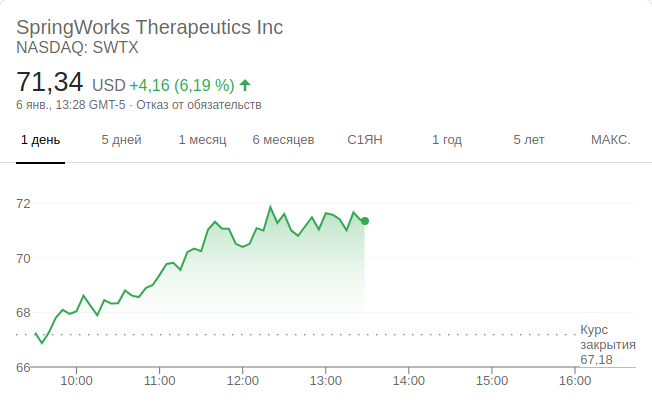 SpringWorks Therapeutics Inc
NASDAQ: SWTX
71,34 USD +4,16 (6,19 %)
6 янв., 13:28 GMT-5 · Отказ от обязательств
1 день 5 дней 1 месяц 6 месяцев С1ЯН 1 год 5 лет МАКС.
72
70
68
66
Курс
закрытия
67,18
10:00 11:00 12:00 13:00 14:00 15:00 16:00